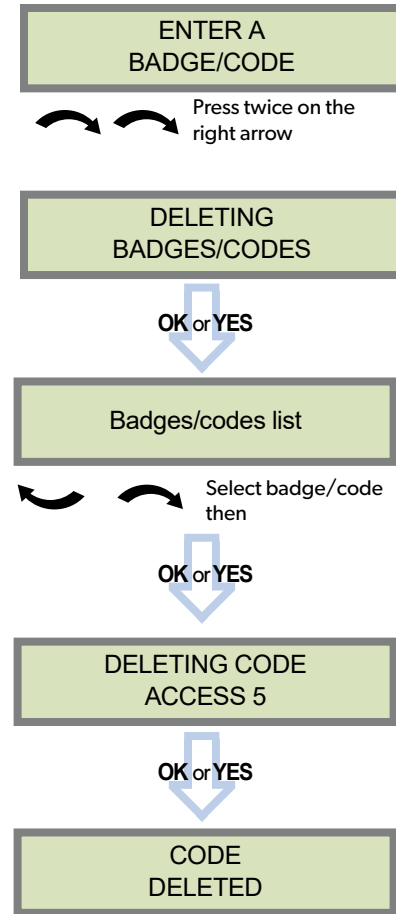 ENTER A
BADGE/CODE
Press twice on the
right arrow
DELETING
BADGES/CODES
OK or YES
Badges/codes list
Select badge/code
then
OK or YES
DELETING CODE
ACCESS 5
OK or YES
CODE
DELETED